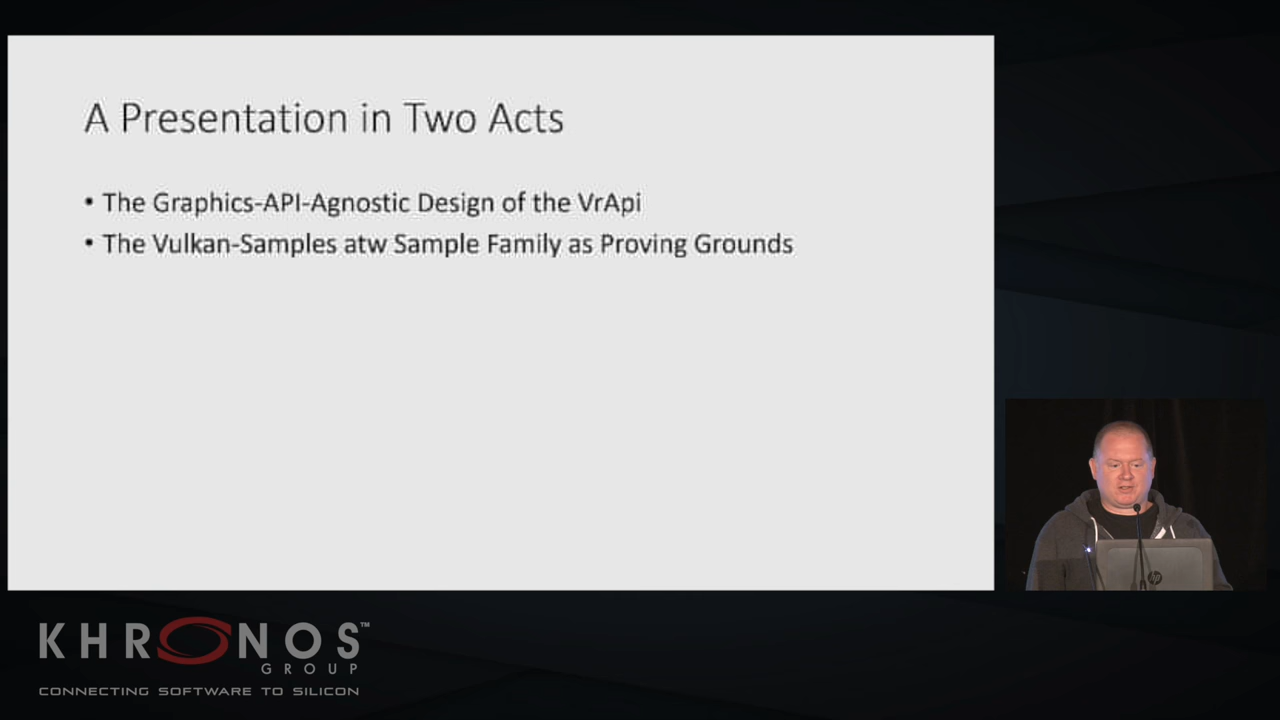 A Presentation in Two Acts
• The Graphics-API-Agnostic Design of the VrApi
• The Vulkan-Samples atw Sample Family as Proving Grounds
hp
KHRONOS™
GROUP
CONNECTING SOFTWARE TO SILICON